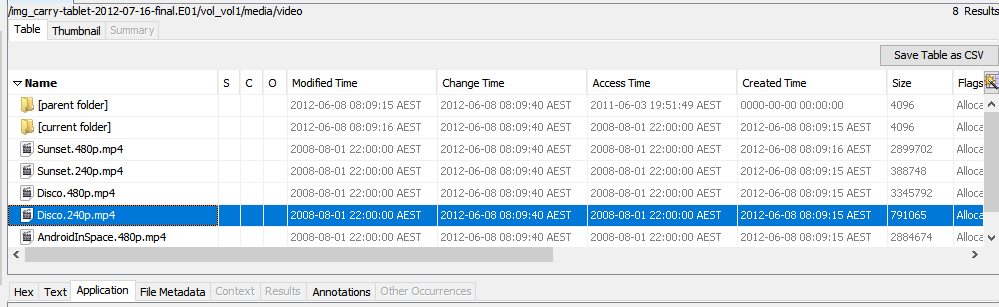 /img_carry-tablet-2012-07-16-final.E01/vol_vol1/media/video 8 Results
Table Thumbnail Summary
Save Table as CSV
Name S C O Modified Time Change Time Access Time Created Time Size Flags
[parent folder] 2012-06-08 08:09:15 AEST 2012-06-08 08:09:40 AEST 2011-06-03 19:51:49 AEST 0000-00-00 00:00:00 4096 Alloca
[current folder] 2012-06-08 08:09:16 AEST 2012-06-08 08:09:40 AEST 2008-08-01 22:00:00 AEST 2012-06-08 08:09:15 AEST 4096 Alloca
Sunset.480p.mp4 2008-08-01 22:00:00 AEST 2012-06-08 08:09:40 AEST 2008-08-01 22:00:00 AEST 2012-06-08 08:09:16 AEST 2899702 Alloca
Sunset.240p.mp4 2008-08-01 22:00:00 AEST 2012-06-08 08:09:40 AEST 2008-08-01 22:00:00 AEST 2012-06-08 08:09:15 AEST 388748 Alloca
Disco.480p.mp4 2008-08-01 22:00:00 AEST 2012-06-08 08:09:40 AEST 2008-08-01 22:00:00 AEST 2012-06-08 08:09:15 AEST 3345792 Alloca
Disco.240p.mp4 2008-08-01 22:00:00 AEST 2012-06-08 08:09:40 AEST 2008-08-01 22:00:00 AEST 2012-06-08 08:09:15 AEST 791065 Alloca
AndroidInSpace.480p.mp4 2008-08-01 22:00:00 AEST 2012-06-08 08:09:40 AEST 2008-08-01 22:00:00 AEST 2012-06-08 08:09:15 AEST 2884674 Alloca
Hex Text Application File Metadata Context Results Annotations Other Occurrences